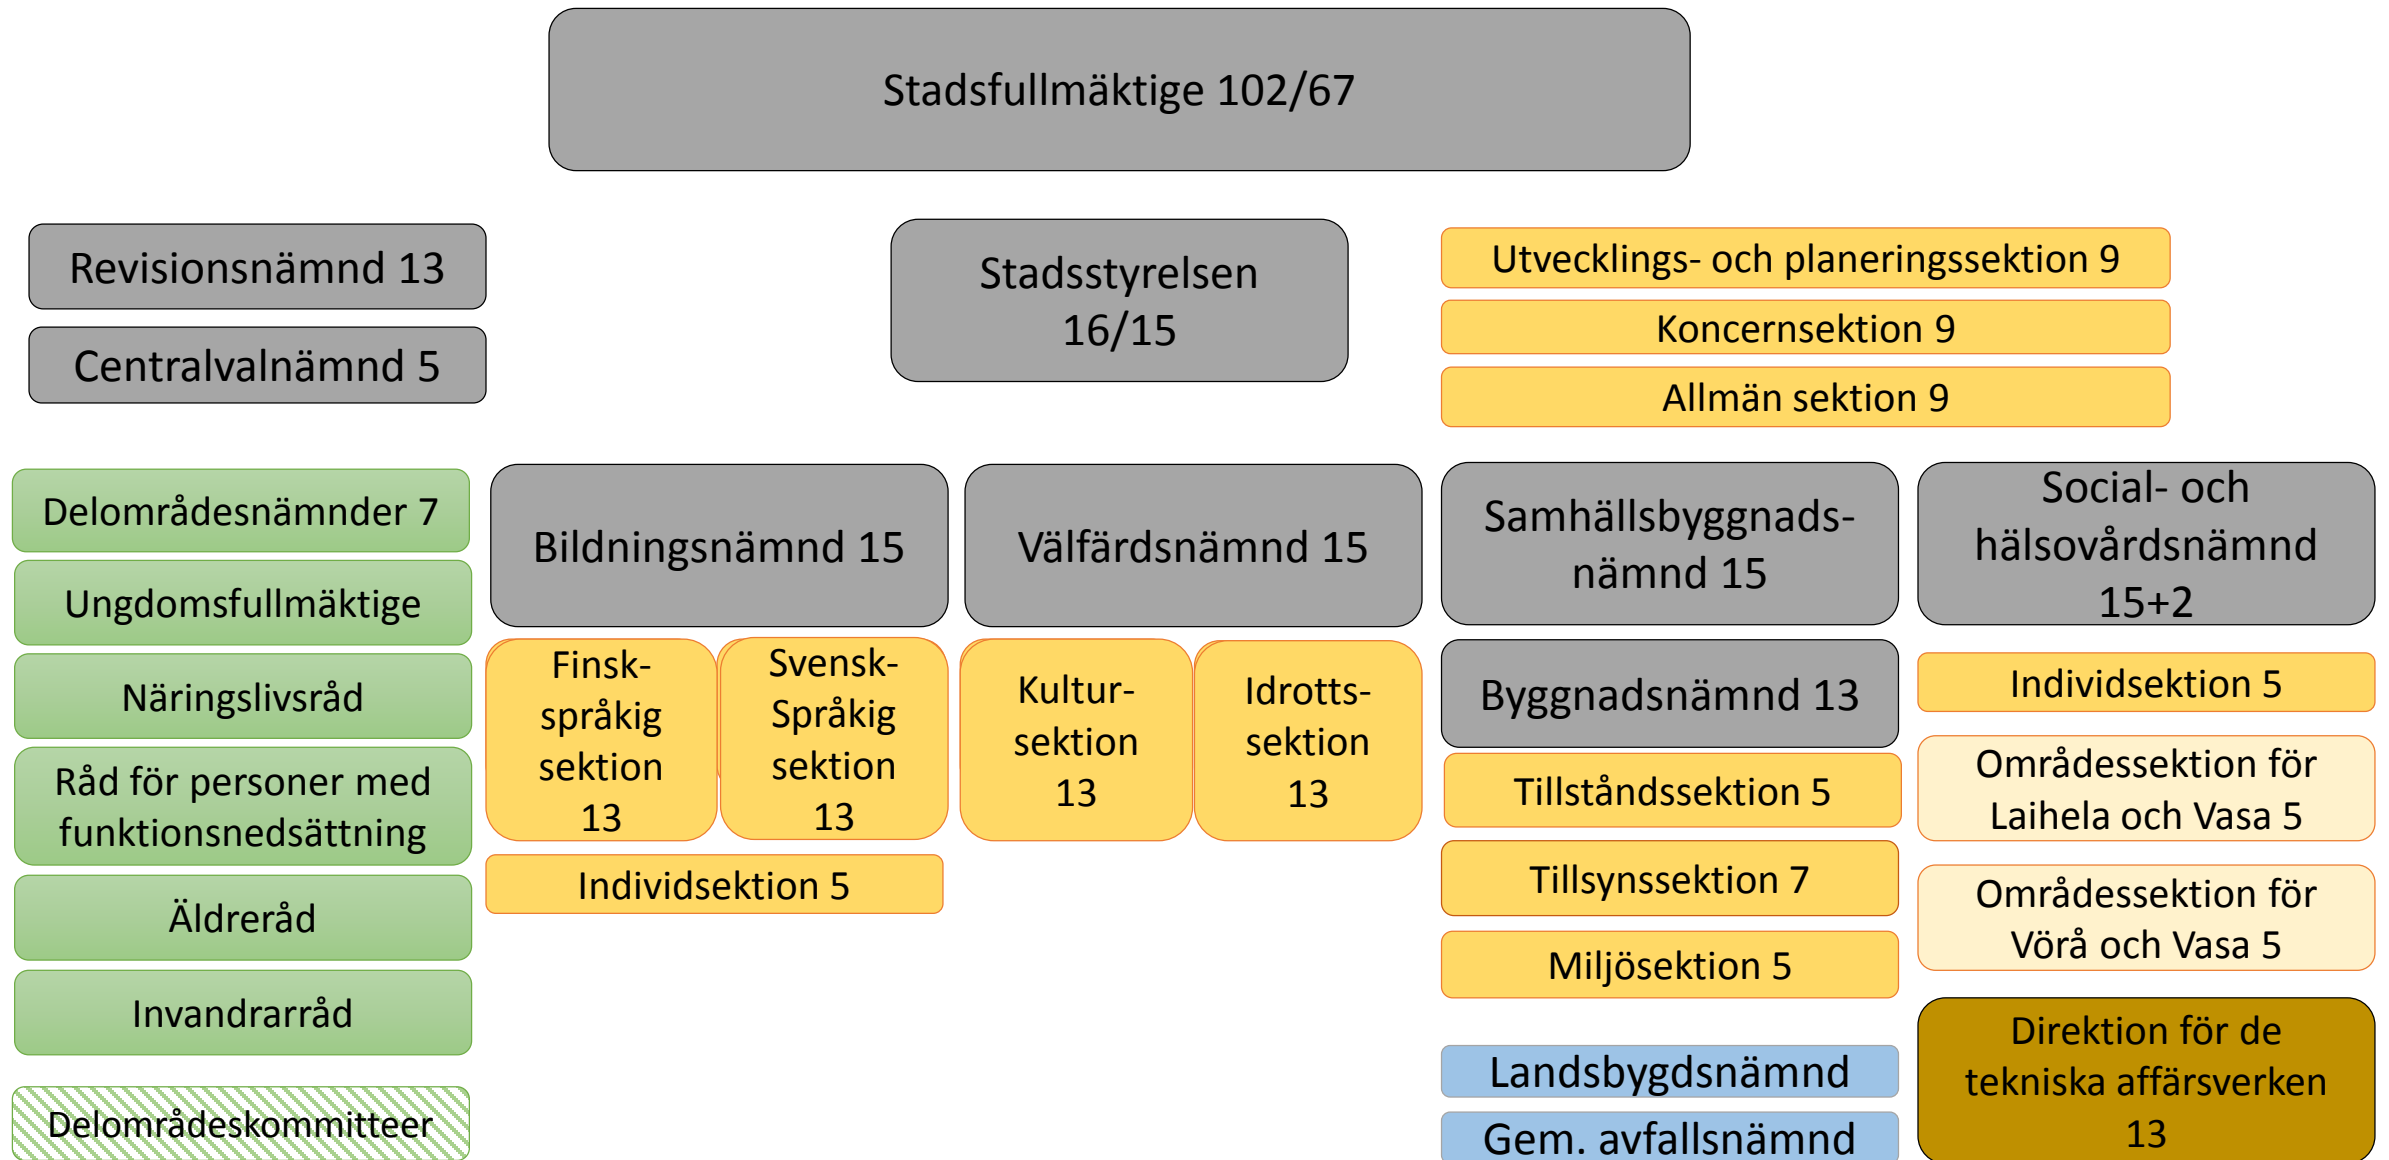 Stadsfullmäktige 102/67
Revisionsnämnd 13
Centralvalnämnd 5
Stadsstyrelsen
16/15
Utvecklings- och planeringssektion 9
Koncernsektion 9
Allmän sektion 9
Delområdesnämnder 7
Ungdomsfullmäktige
Näringslivsråd
Råd för personer med
funktionsnedsättning
Äldreråd
Invandrarråd
Delområdeskommitteer
Bildningsnämnd 15
Finsk-
språkig
sektion
13
Svensk-
Språkig
sektion
13
Individsektion 5
Välfärdsnämnd 15
Kultur-
sektion
13
Idrotts-
sektion
13
Samhällsbyggnads-
nämnd 15
Byggnadsnämnd 13
Tillståndssektion 5
Tillsynssektion 7
Miljösektion 5
Landsbygdsnämnd
Gem. avfallsnämnd
Social- och
hälsovårdsnämnd
15+2
Individsektion 5
Områdessektion för
Laihela och Vasa 5
Områdessektion för
Vörå och Vasa 5
Direktion för de
tekniska affärsverken
13